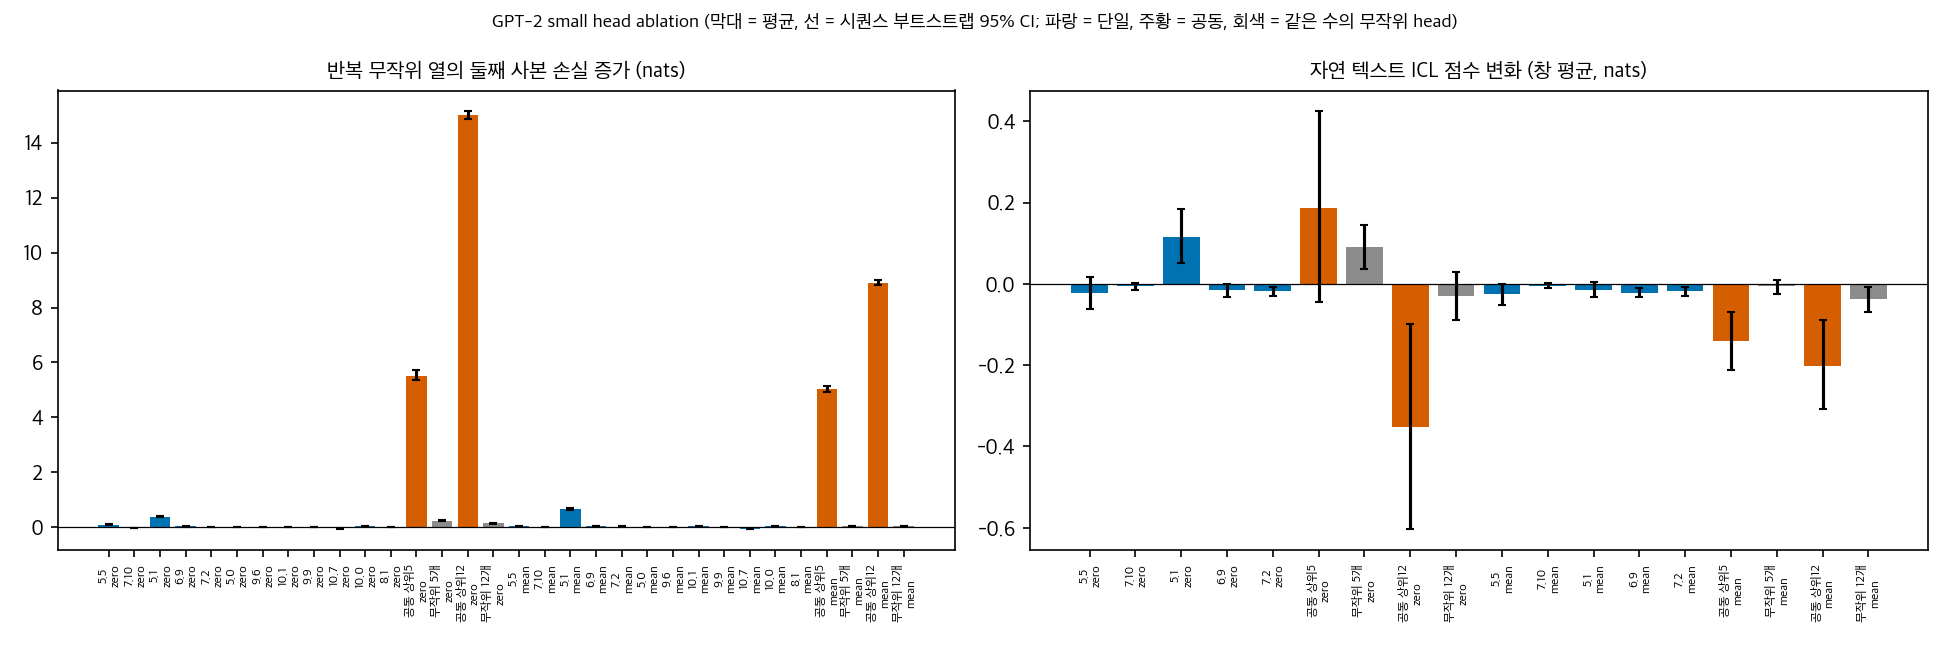 GPT-2 small head ablation (막대 = 평균, 선 = 시퀀스 부트스트랩 95% CI; 파랑 = 단일, 주황 = 공동, 회색 = 같은 수의 무작위 head)
반복 무작위 열의 둘째 사본 손실 증가 (nats)
14
12
10
8
6
4
2
0
5.5 zero
7.10 zero
5.1 zero
6.9 zero
7.2 zero
5.0 zero
9.6 zero
10.1 zero
9.9 zero
10.7 zero
10.0 zero
8.1 zero
공동 상위5 zero
무작위 5개 zero
공동 상위12 zero
무작위 12개 zero
5.5 mean
7.10 mean
5.1 mean
6.9 mean
7.2 mean
5.0 mean
9.6 mean
10.1 mean
9.9 mean
10.7 mean
10.0 mean
8.1 mean
공동 상위5 mean
무작위 5개 mean
공동 상위12 mean
무작위 12개 mean
자연 텍스트 ICL 점수 변화 (창 평균, nats)
0.4
0.2
0.0
-0.2
-0.4
-0.6
5.5 zero
7.10 zero
5.1 zero
6.9 zero
7.2 zero
공동 상위5 zero
무작위 5개 zero
공동 상위12 zero
무작위 12개 zero
5.5 mean
7.10 mean
5.1 mean
6.9 mean
7.2 mean
공동 상위5 mean
무작위 5개 mean
공동 상위12 mean
무작위 12개 mean